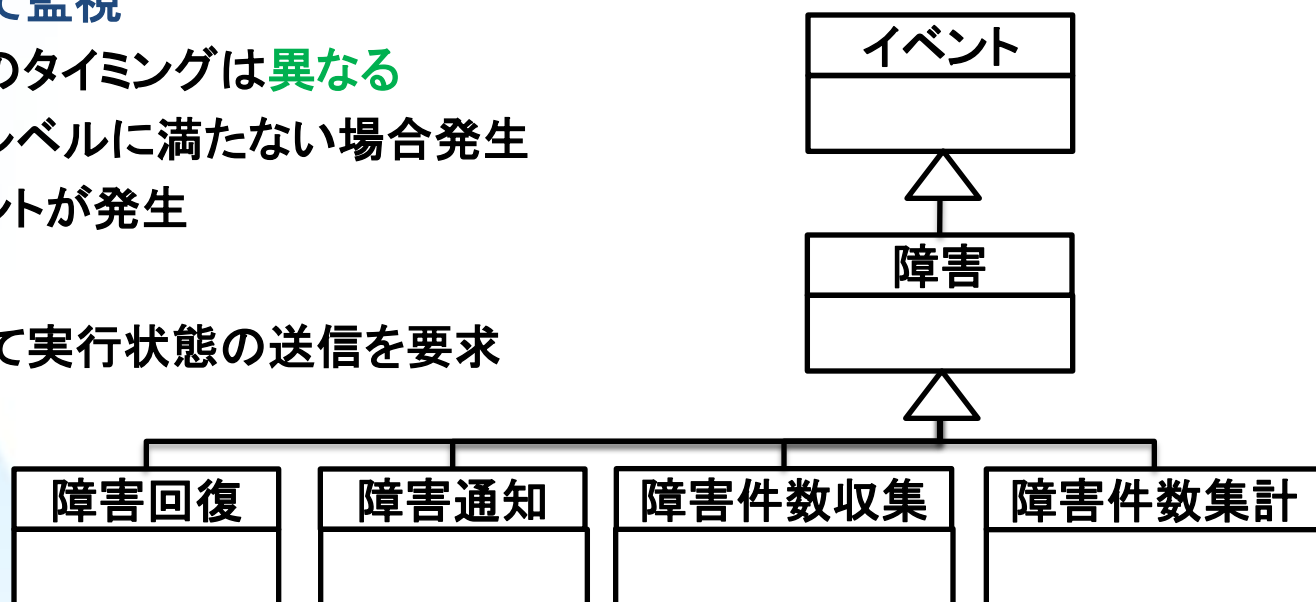 て監視
のタイミングは異なる
レベルに満たない場合発生
ントが発生
て実行状態の送信を要求
イベント
障害
障害回復
障害通知
障害件数収集
障害件数集計